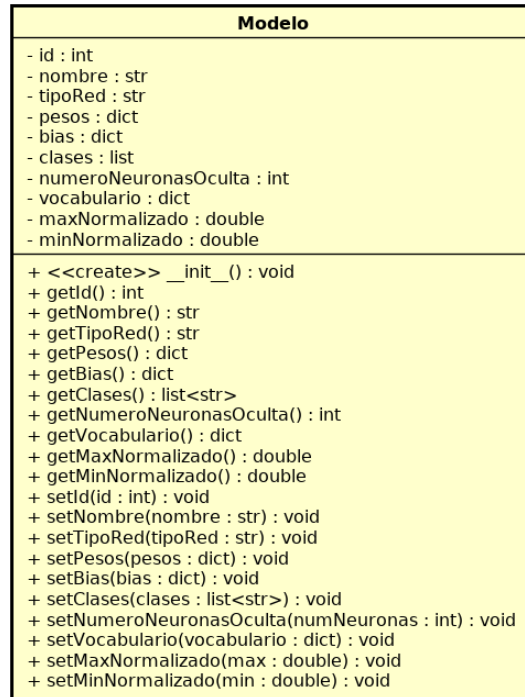 Modelo
- id : int
- nombre : str
- tipoRed : str
- pesos : dict
- bias : dict
- clases : list
- numeroNeuronasOculta : int
- vocabulario : dict
- maxNormalizado : double
- minNormalizado : double
+ <<create>> __init__() : void
+ getId() : int
+ getNombre() : str
+ getTipoRed() : str
+ getPesos() : dict
+ getBias() : dict
+ getClases() : list<str>
+ getNumeroNeuronasOculta() : int
+ getVocabulario() : dict
+ getMaxNormalizado() : double
+ getMinNormalizado() : double
+ setId(id : int) : void
+ setNombre(nombre : str) : void
+ setTipoRed(tipoRed : str) : void
+ setPesos(pesos : dict) : void
+ setBias(bias : dict) : void
+ setClases(clases : list<str>) : void
+ setNumeroNeuronasOculta(numNeuronas : int) : void
+ setVocabulario(vocabulario : dict) : void
+ setMaxNormalizado(max : double) : void
+ setMinNormalizado(min : double) : void